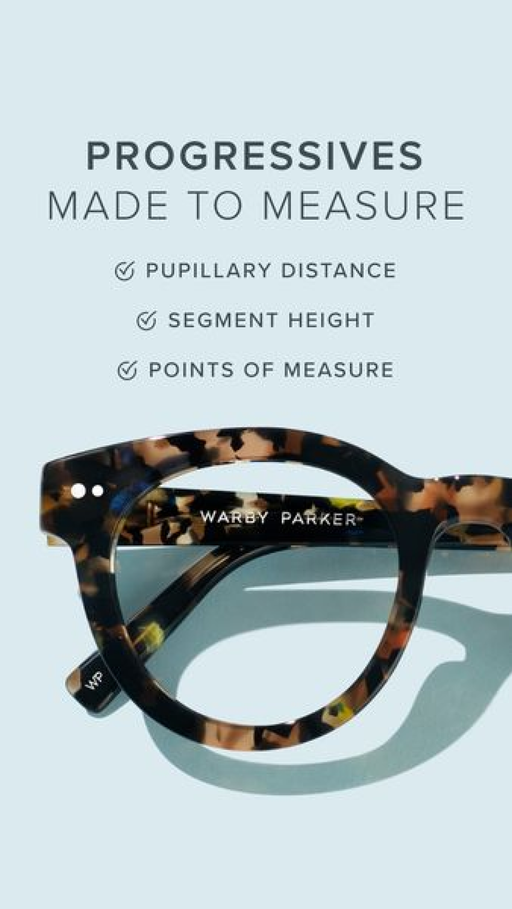 PROGRESSIVES
MADE TO MEASURE
PUPILLARY DISTANCE
SEGMENT HEIGHT
POINTS OF MEASURE
WARBY PARKER
WP